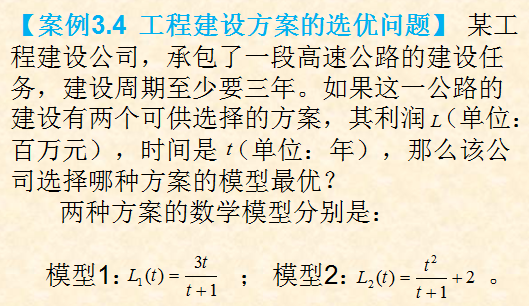 【案例3.4 工程建设方案的选优问题】 某工
程建设公司，承包了一段高速公路的建设任
务，建设周期至少要三年。如果这一公路的
建设有两个可供选择的方案，其利润 L（单位：
百万元），时间是 t（单位：年），那么该公
司选择哪种方案的模型最优？
两种方案的数学模型分别是：
模型1: L₁(t) = 3t/(t+1) ； 模型2: L₂(t) = t²/(t+1) + 2 。